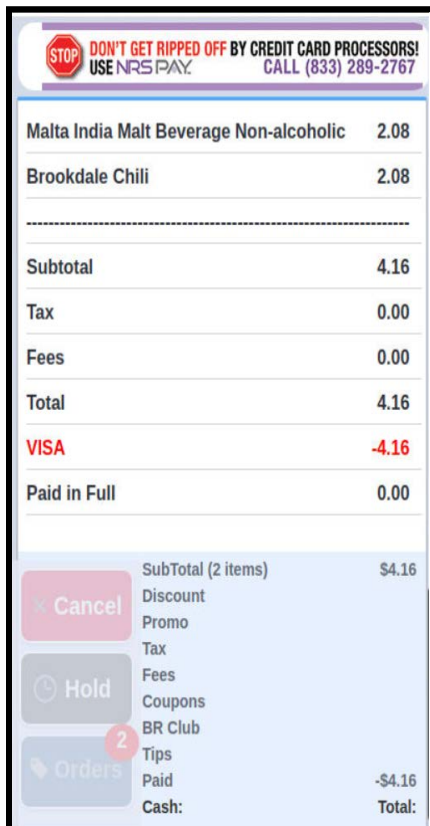 STOP DON'T GET RIPPED OFF BY CREDIT CARD PROCESSORS!
USE NRS PAY. CALL (833) 289-2767
Malta India Malt Beverage Non-alcoholic 2.08
Brookdale Chili 2.08
--------------------------------------------------------------------
Subtotal 4.16
Tax 0.00
Fees 0.00
Total 4.16
VISA -4.16
Paid in Full 0.00
SubTotal (2 items) $4.16
× Cancel Discount
Promo
Tax
Hold Fees
Coupons
BR Club
2
Tips
Orders Paid -$4.16
Cash: Total: